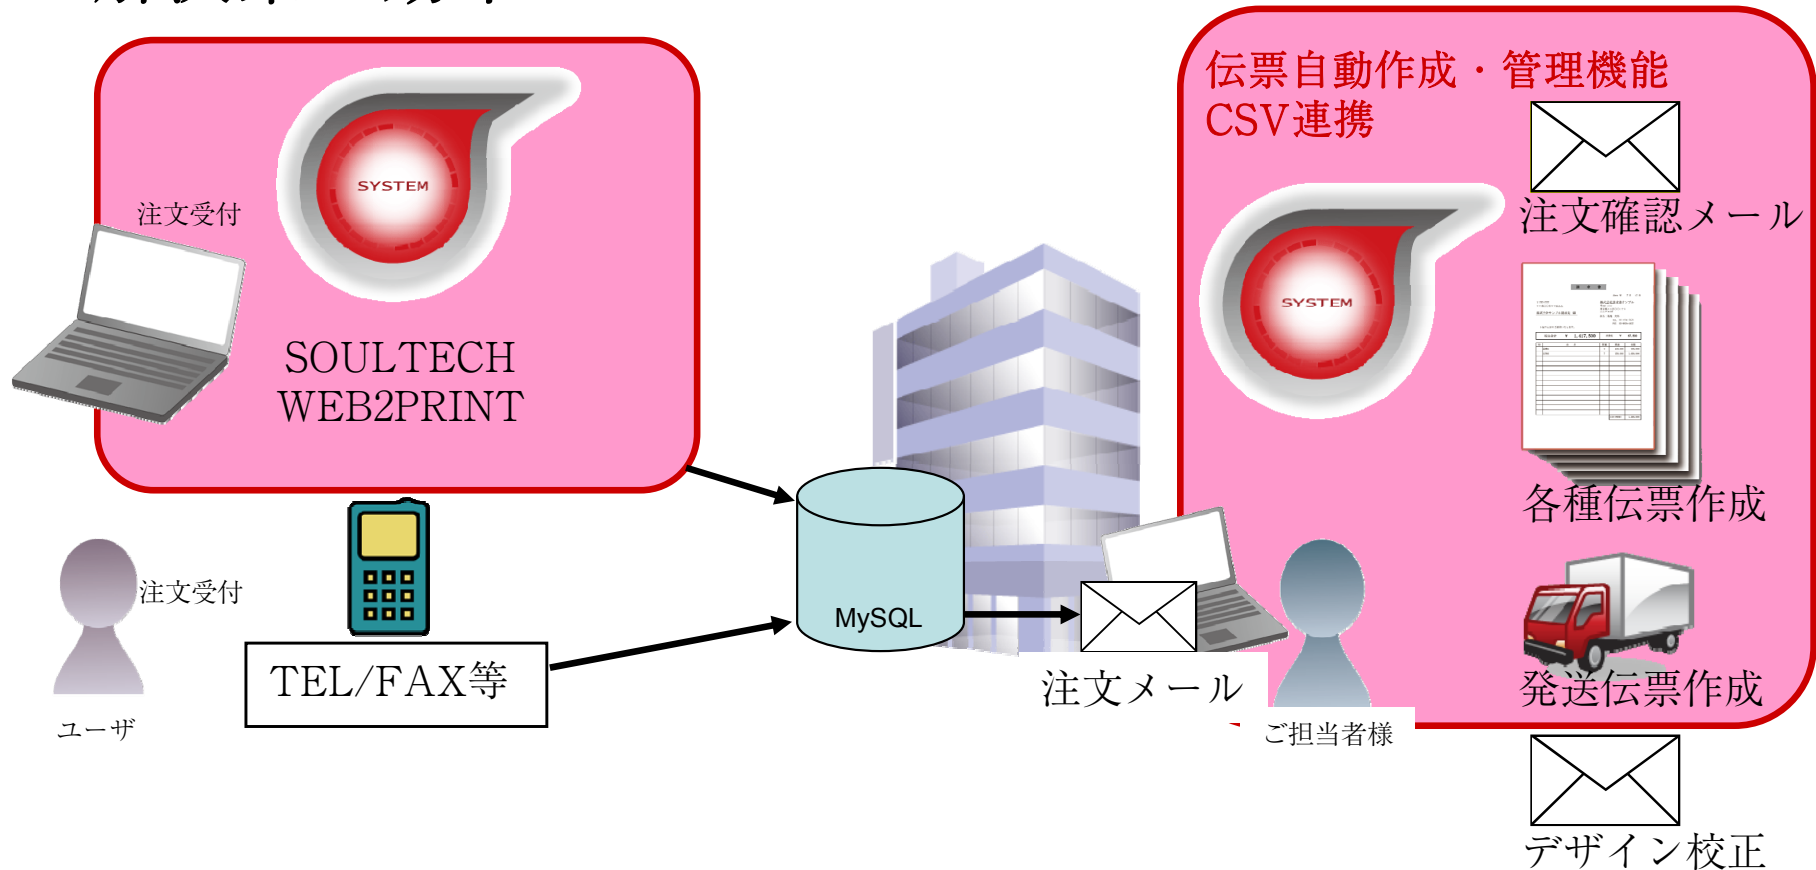 伝票自動作成・管理機能
CSV連携
SYSTEM
注文受付
SOULTECH
WEB2PRINT
注文確認メール
SYSTEM
各種伝票作成
注文受付
MySQL
TEL/FAX等
注文メール
発送伝票作成
ユーザ
ご担当者様
デザイン校正